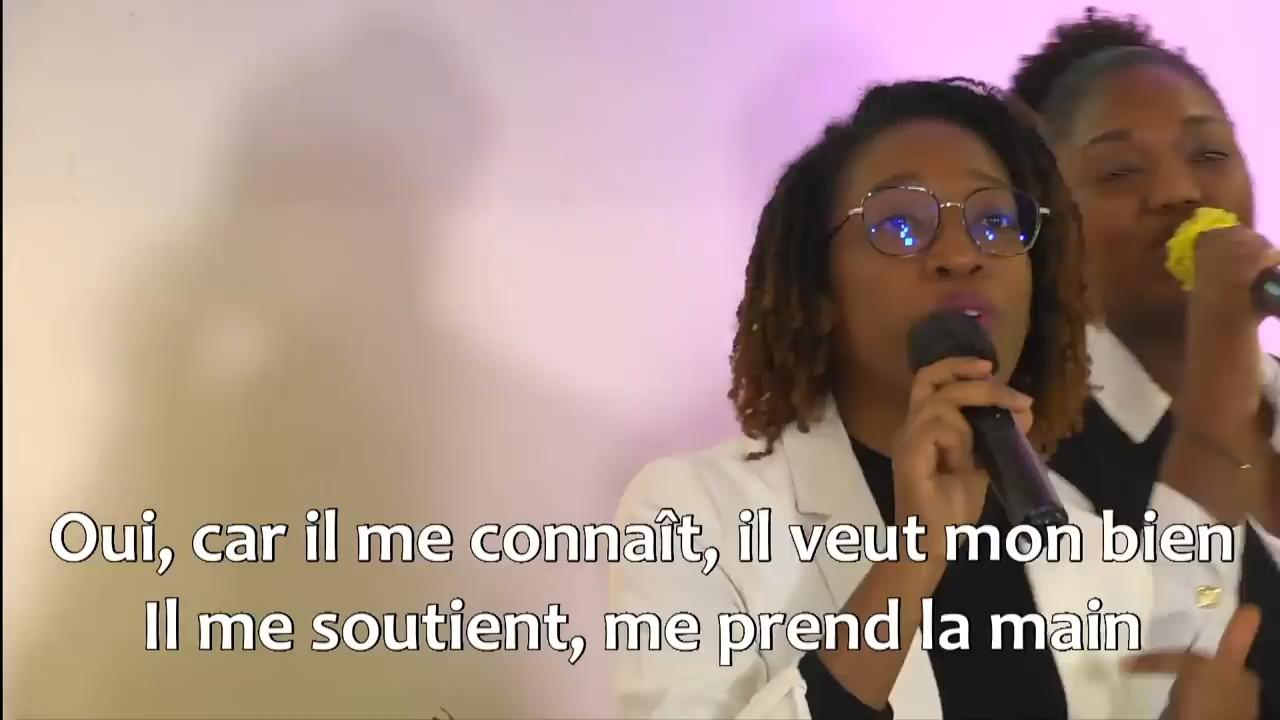 Oui, car il me connaît, il veut mon bien
Il me soutient, me prend la main